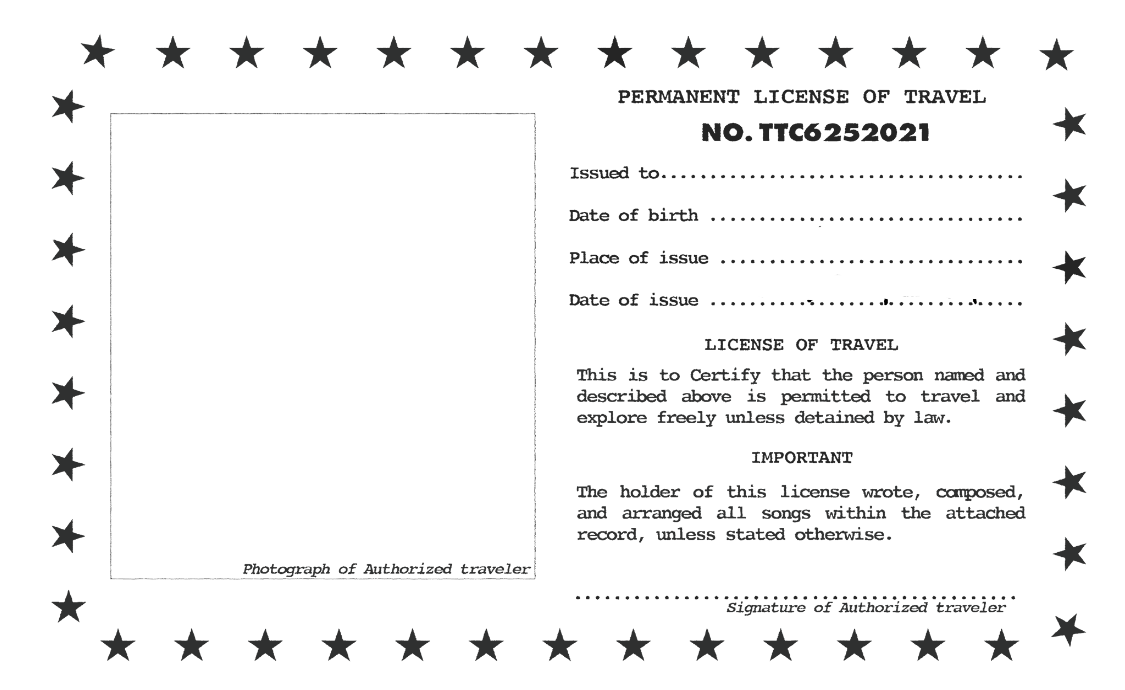 PERMANENT LICENSE OF TRAVEL
NO. TTC6252021
Issued to.....................................
Date of birth ................................
Place of issue ...............................
Date of issue ................................
LICENSE OF TRAVEL
This is to Certify that the person named and
described above is permitted to travel and
explore freely unless detained by law.
IMPORTANT
The holder of this license wrote, composed,
and arranged all songs within the attached
record, unless stated otherwise.
Photograph of Authorized traveler
.............................................
Signature of Authorized traveler